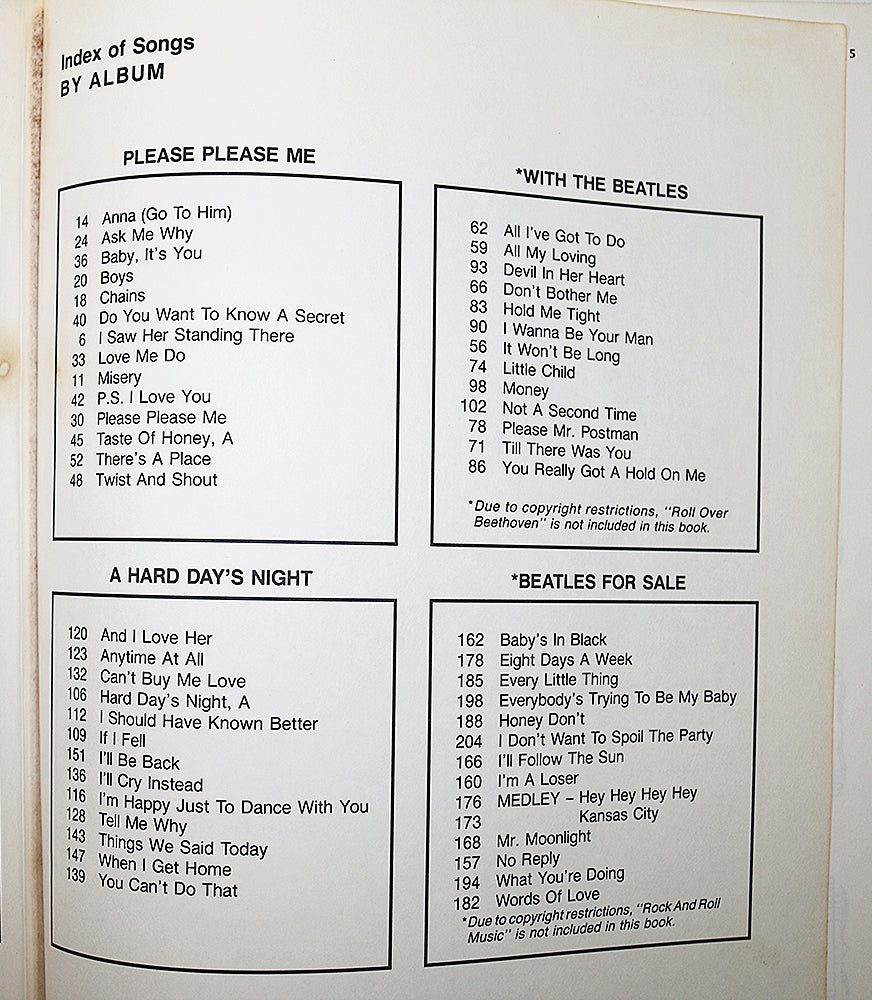 5
Index of Songs
BY ALBUM
PLEASE PLEASE ME
14 Anna (Go To Him)
24 Ask Me Why
36 Baby, It's You
20 Boys
18 Chains
40 Do You Want To Know A Secret
6 I Saw Her Standing There
33 Love Me Do
11 Misery
42 P.S. I Love You
30 Please Please Me
45 Taste Of Honey, A
52 There's A Place
48 Twist And Shout
*WITH THE BEATLES
62 All I've Got To Do
59 All My Loving
93 Devil In Her Heart
66 Don't Bother Me
83 Hold Me Tight
90 I Wanna Be Your Man
56 It Won't Be Long
74 Little Child
98 Money
102 Not A Second Time
78 Please Mr. Postman
71 Till There Was You
86 You Really Got A Hold On Me
*Due to copyright restrictions, "Roll Over
Beethoven" is not included in this book.
A HARD DAY'S NIGHT
120 And I Love Her
123 Anytime At All
132 Can't Buy Me Love
106 Hard Day's Night, A
112 I Should Have Known Better
109 If I Fell
151 I'll Be Back
136 I'll Cry Instead
116 I'm Happy Just To Dance With You
128 Tell Me Why
143 Things We Said Today
147 When I Get Home
139 You Can't Do That
*BEATLES FOR SALE
162 Baby's In Black
178 Eight Days A Week
185 Every Little Thing
198 Everybody's Trying To Be My Baby
188 Honey Don't
204 I Don't Want To Spoil The Party
166 I'll Follow The Sun
160 I'm A Loser
176 MEDLEY – Hey Hey Hey Hey
173 Kansas City
168 Mr. Moonlight
157 No Reply
194 What You're Doing
182 Words Of Love
*Due to copyright restrictions, "Rock And Roll
Music" is not included in this book.